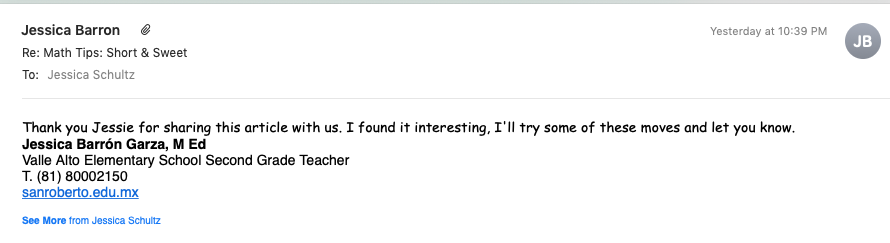 Jessica Barron
Yesterday at 10:39 PM
JB
Re: Math Tips: Short & Sweet
To: Jessica Schultz
Thank you Jessie for sharing this article with us. I found it interesting, I'll try some of these moves and let you know.
Jessica Barrón Garza, M Ed
Valle Alto Elementary School Second Grade Teacher
T. (81) 80002150
sanroberto.edu.mx
See More from Jessica Schultz